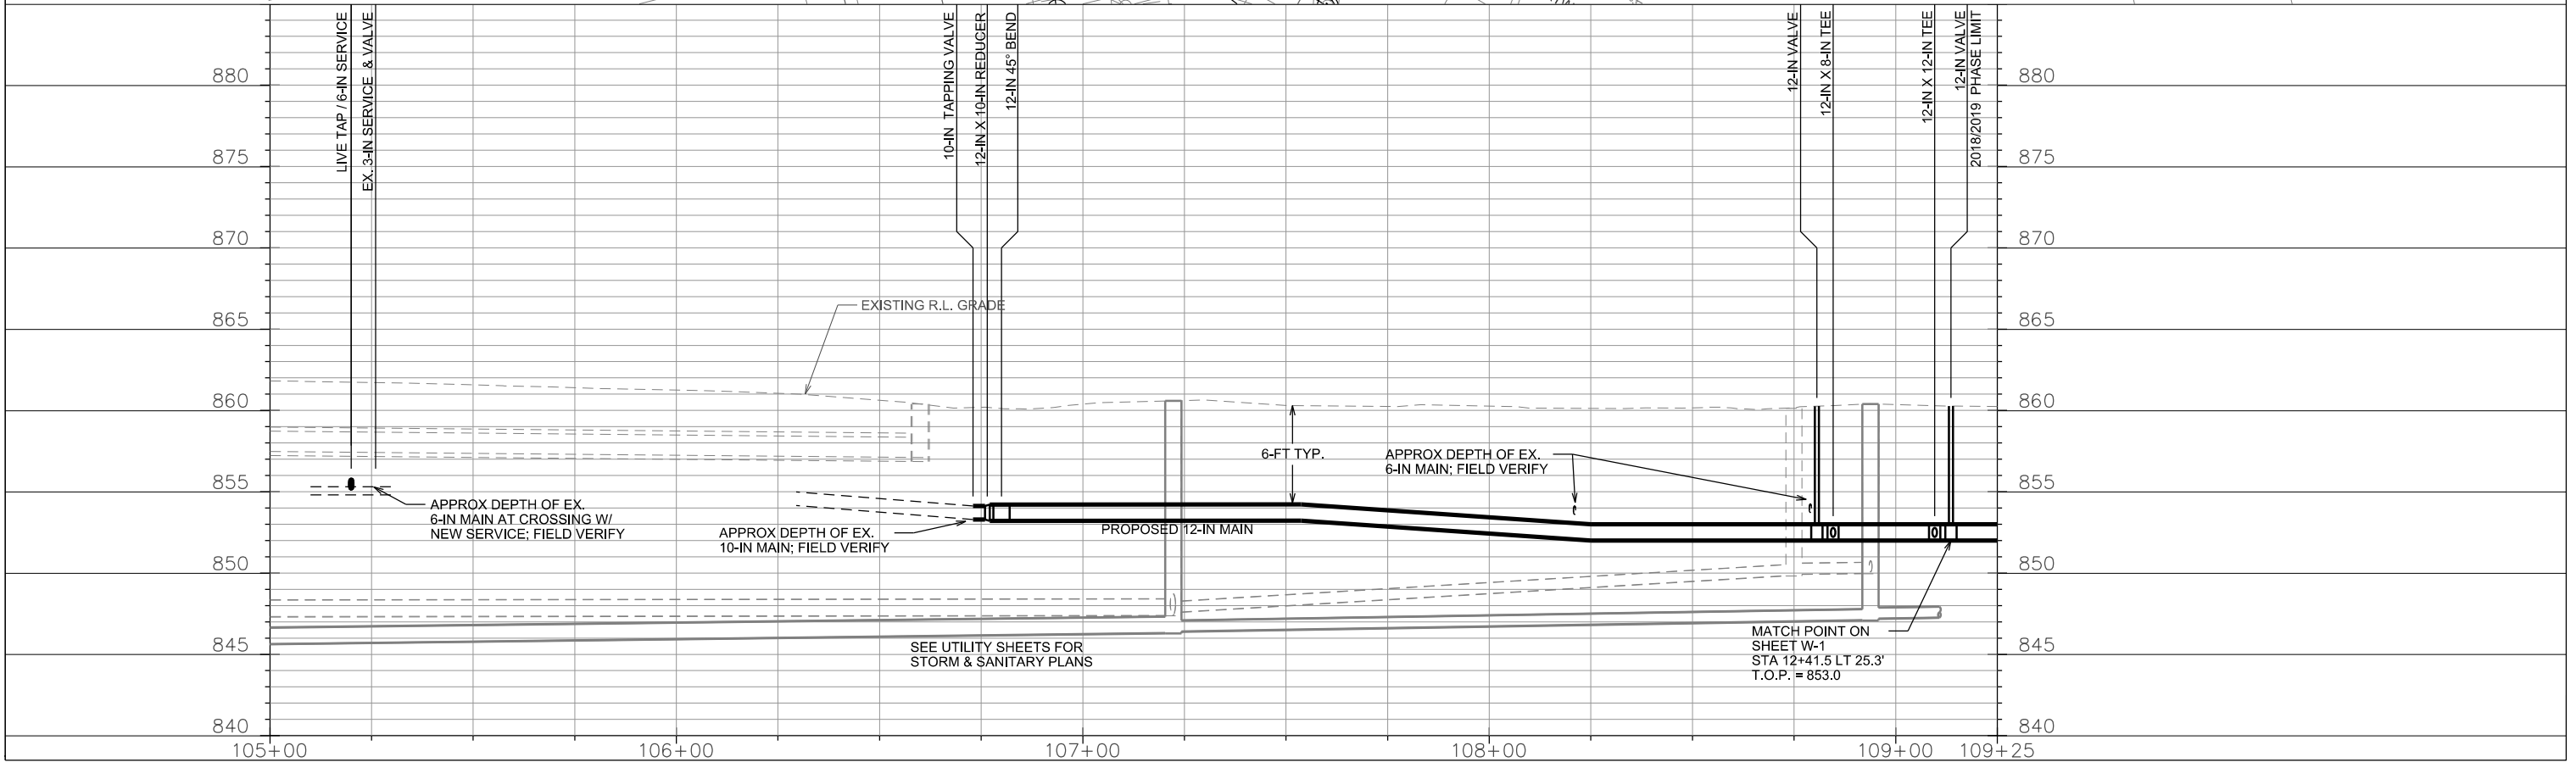 LIVE TAP / 6-IN SERVICE
EX. 3-IN SERVICE & VALVE
10-IN TAPPING VALVE
12-IN X 10-IN REDUCER
12-IN 45° BEND
12-IN VALVE
12-IN X 8-IN TEE
12-IN X 12-IN TEE
12-IN VALVE
2018/2019 PHASE LIMIT
880
880
875
875
870
870
865
865
EXISTING R.L. GRADE
860
860
6-FT TYP.
APPROX DEPTH OF EX.
6-IN MAIN; FIELD VERIFY
855
855
APPROX DEPTH OF EX.
6-IN MAIN AT CROSSING W/
NEW SERVICE; FIELD VERIFY
APPROX DEPTH OF EX.
10-IN MAIN; FIELD VERIFY
PROPOSED 12-IN MAIN
850
850
845
845
SEE UTILITY SHEETS FOR
STORM & SANITARY PLANS
MATCH POINT ON
SHEET W-1
STA 12+41.5 LT 25.3'
T.O.P. = 853.0
840
840
105+00
106+00
107+00
108+00
109+00
109+25